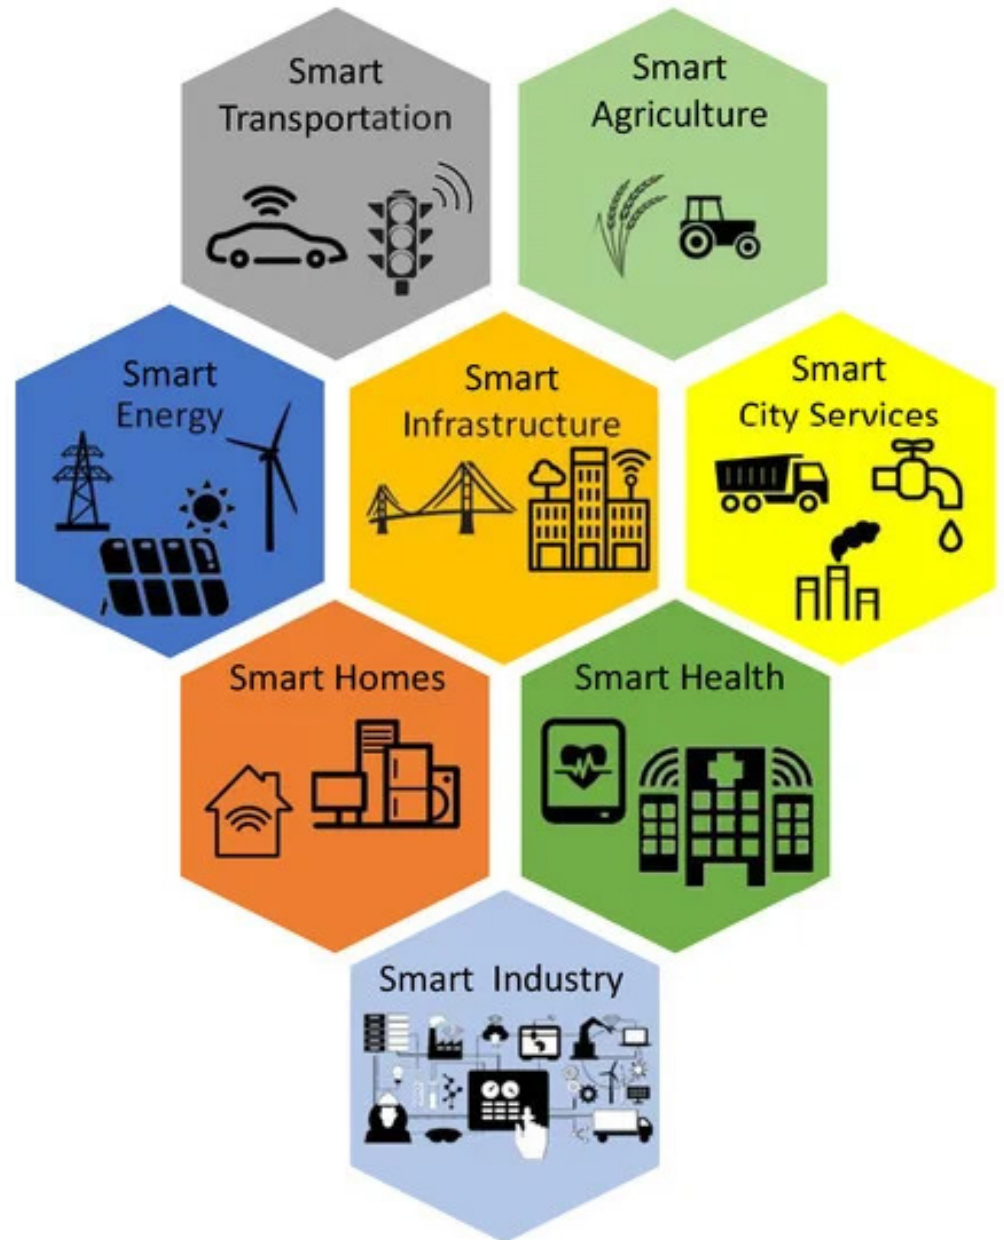 Smart
Transportation
Smart
Agriculture
Smart
Energy
Smart
Infrastructure
Smart
City Services
Smart Homes
Smart Health
Smart Industry